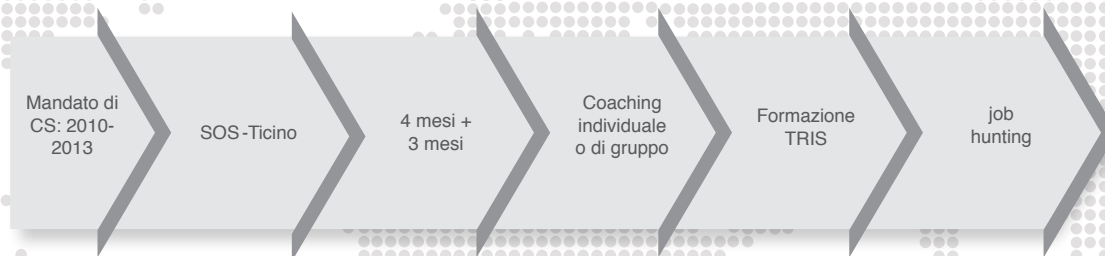 Mandato di
CS: 2010-
2013
SOS-Ticino
4 mesi +
3 mesi
Coaching
individuale
o di gruppo
Formazione
TRIS
job
hunting